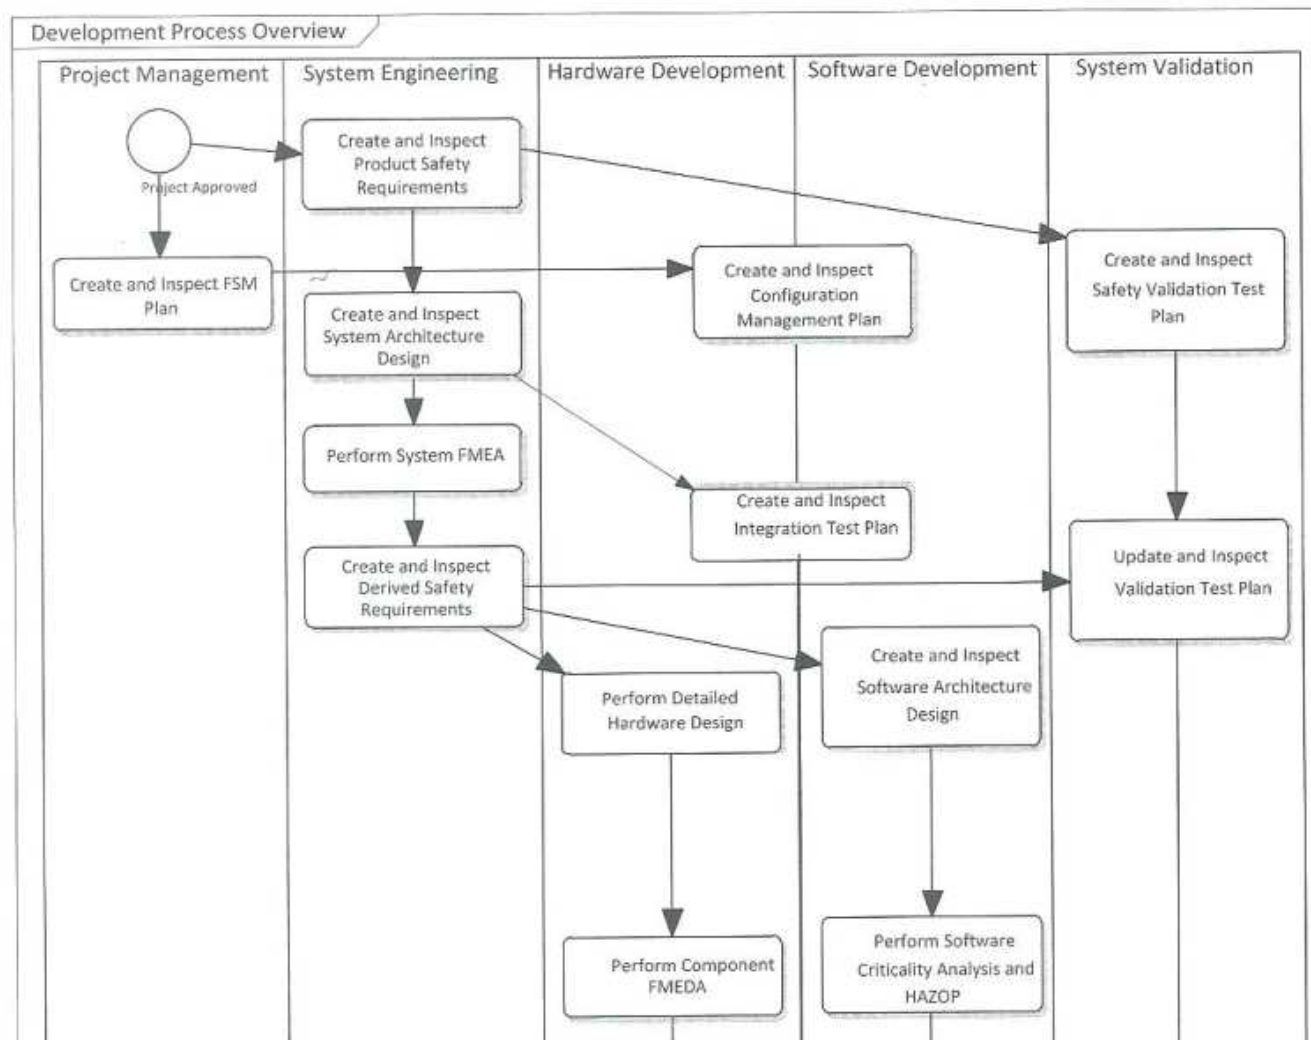 Development Process Overview
Project Management
System Engineering
Hardware Development
Software Development
System Validation
Project Approved
Create and Inspect
Product Safety
Requirements
Create and Inspect FSM
Plan
Create and Inspect
Configuration
Management Plan
Create and Inspect
Safety Validation Test
Plan
Create and Inspect
System Architecture
Design
Perform System FMEA
Create and Inspect
Integration Test Plan
Create and Inspect
Derived Safety
Requirements
Update and Inspect
Validation Test Plan
Create and Inspect
Software Architecture
Design
Perform Detailed
Hardware Design
Perform Component
FMEDA
Perform Software
Criticality Analysis and
HAZOP